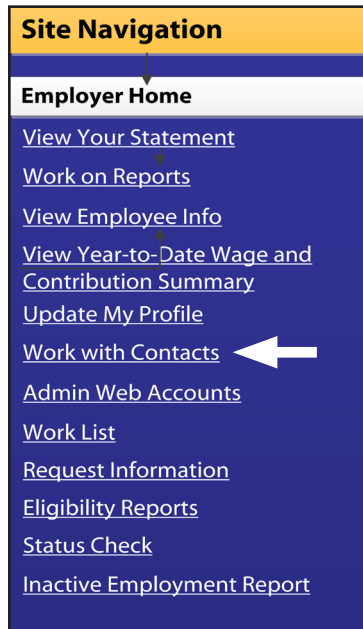 Site Navigation
Employer Home
View Your Statement
Work on Reports
View Employee Info
View Year-to-Date Wage and
Contribution Summary
Update My Profile
Work with Contacts
Admin Web Accounts
Work List
Request Information
Eligibility Reports
Status Check
Inactive Employment Report